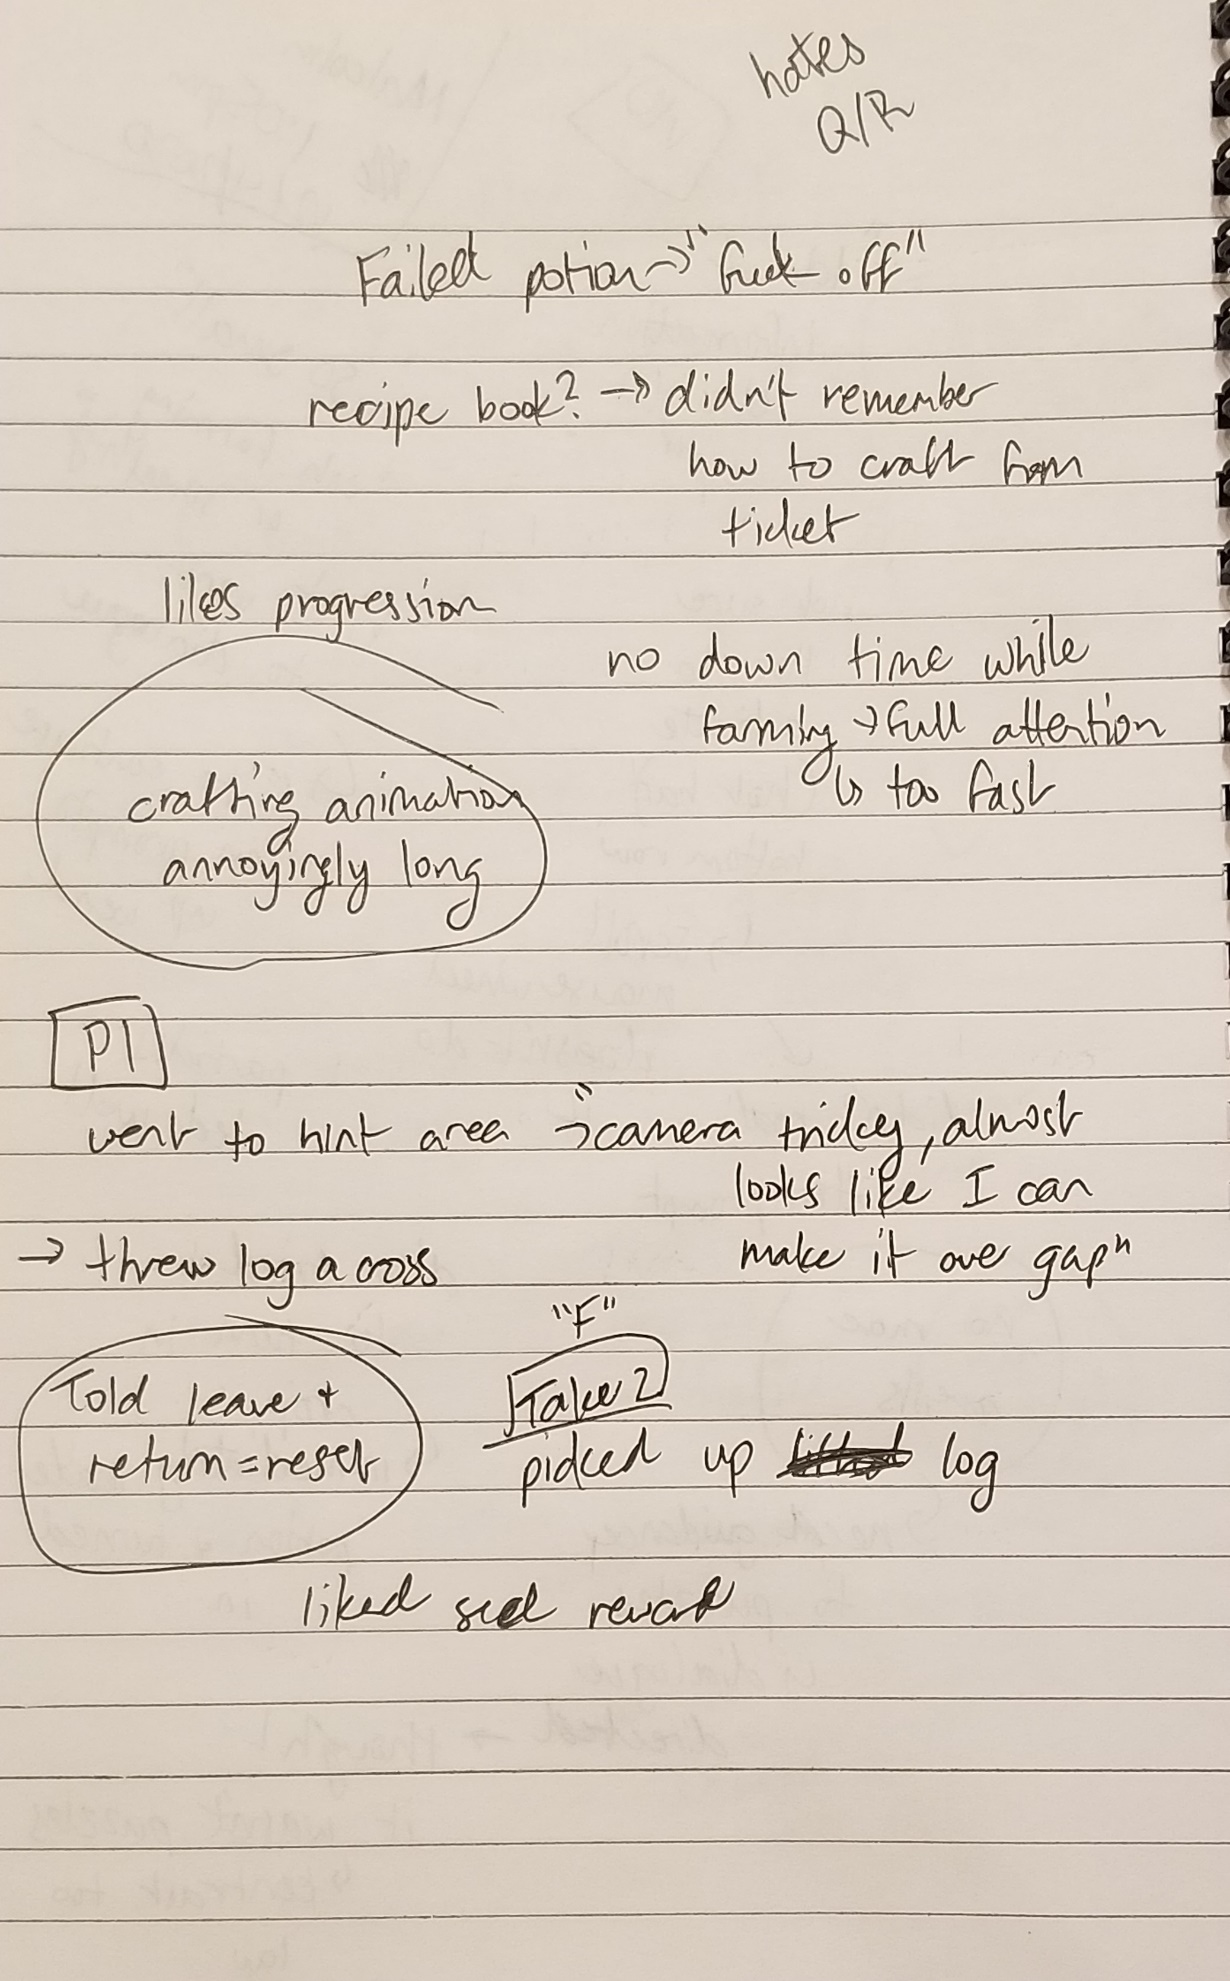 hates
Q/R
Failed potion → "fuck off"
recipe book? → didn't remember
how to craft from
ticket
likes progression
no down time while
farming → full attention
↳ too fast
crafting animation
annoyingly long
P1
went to hint area → "camera tricky, almost
looks like I can
make it over gap"
→ threw log across
"F"
Told leave +
return = reset
Take 2
picked up log
liked seed reward